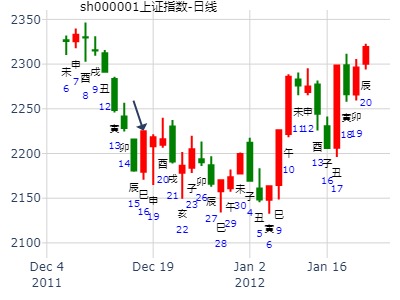 sh000001上证指数-日线
2350
2300
2250
2200
2150
2100
未
6
申
7
酉
8
戌
9
丑
12
寅
13
卯
14
辰
15
巳
16
申
19
酉
20
戌
21
亥
22
子
23
卯
26
辰
27
巳
28
午
29
未
30
子
4
丑
5
寅
6
巳
9
午
10
未
11
申
12
酉
13
子
16
丑
17
寅
18
卯
19
辰
20
Dec 4
2011
Dec 19
Jan 2
2012
Jan 16